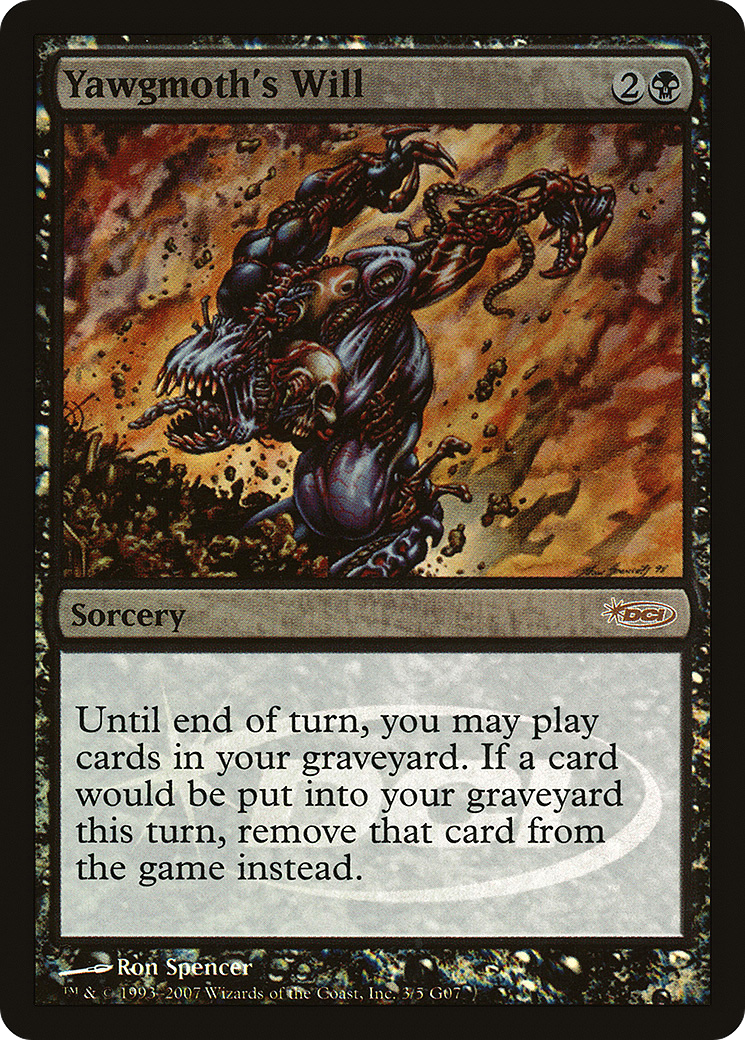 Yawgmoth's Will 2
Sorcery DCI
Until end of turn, you may play
cards in your graveyard. If a card
would be put into your graveyard
this turn, remove that card from
the game instead.
Ron Spencer
™ & © 1993–2007 Wizards of the Coast, Inc. 3/5 G07